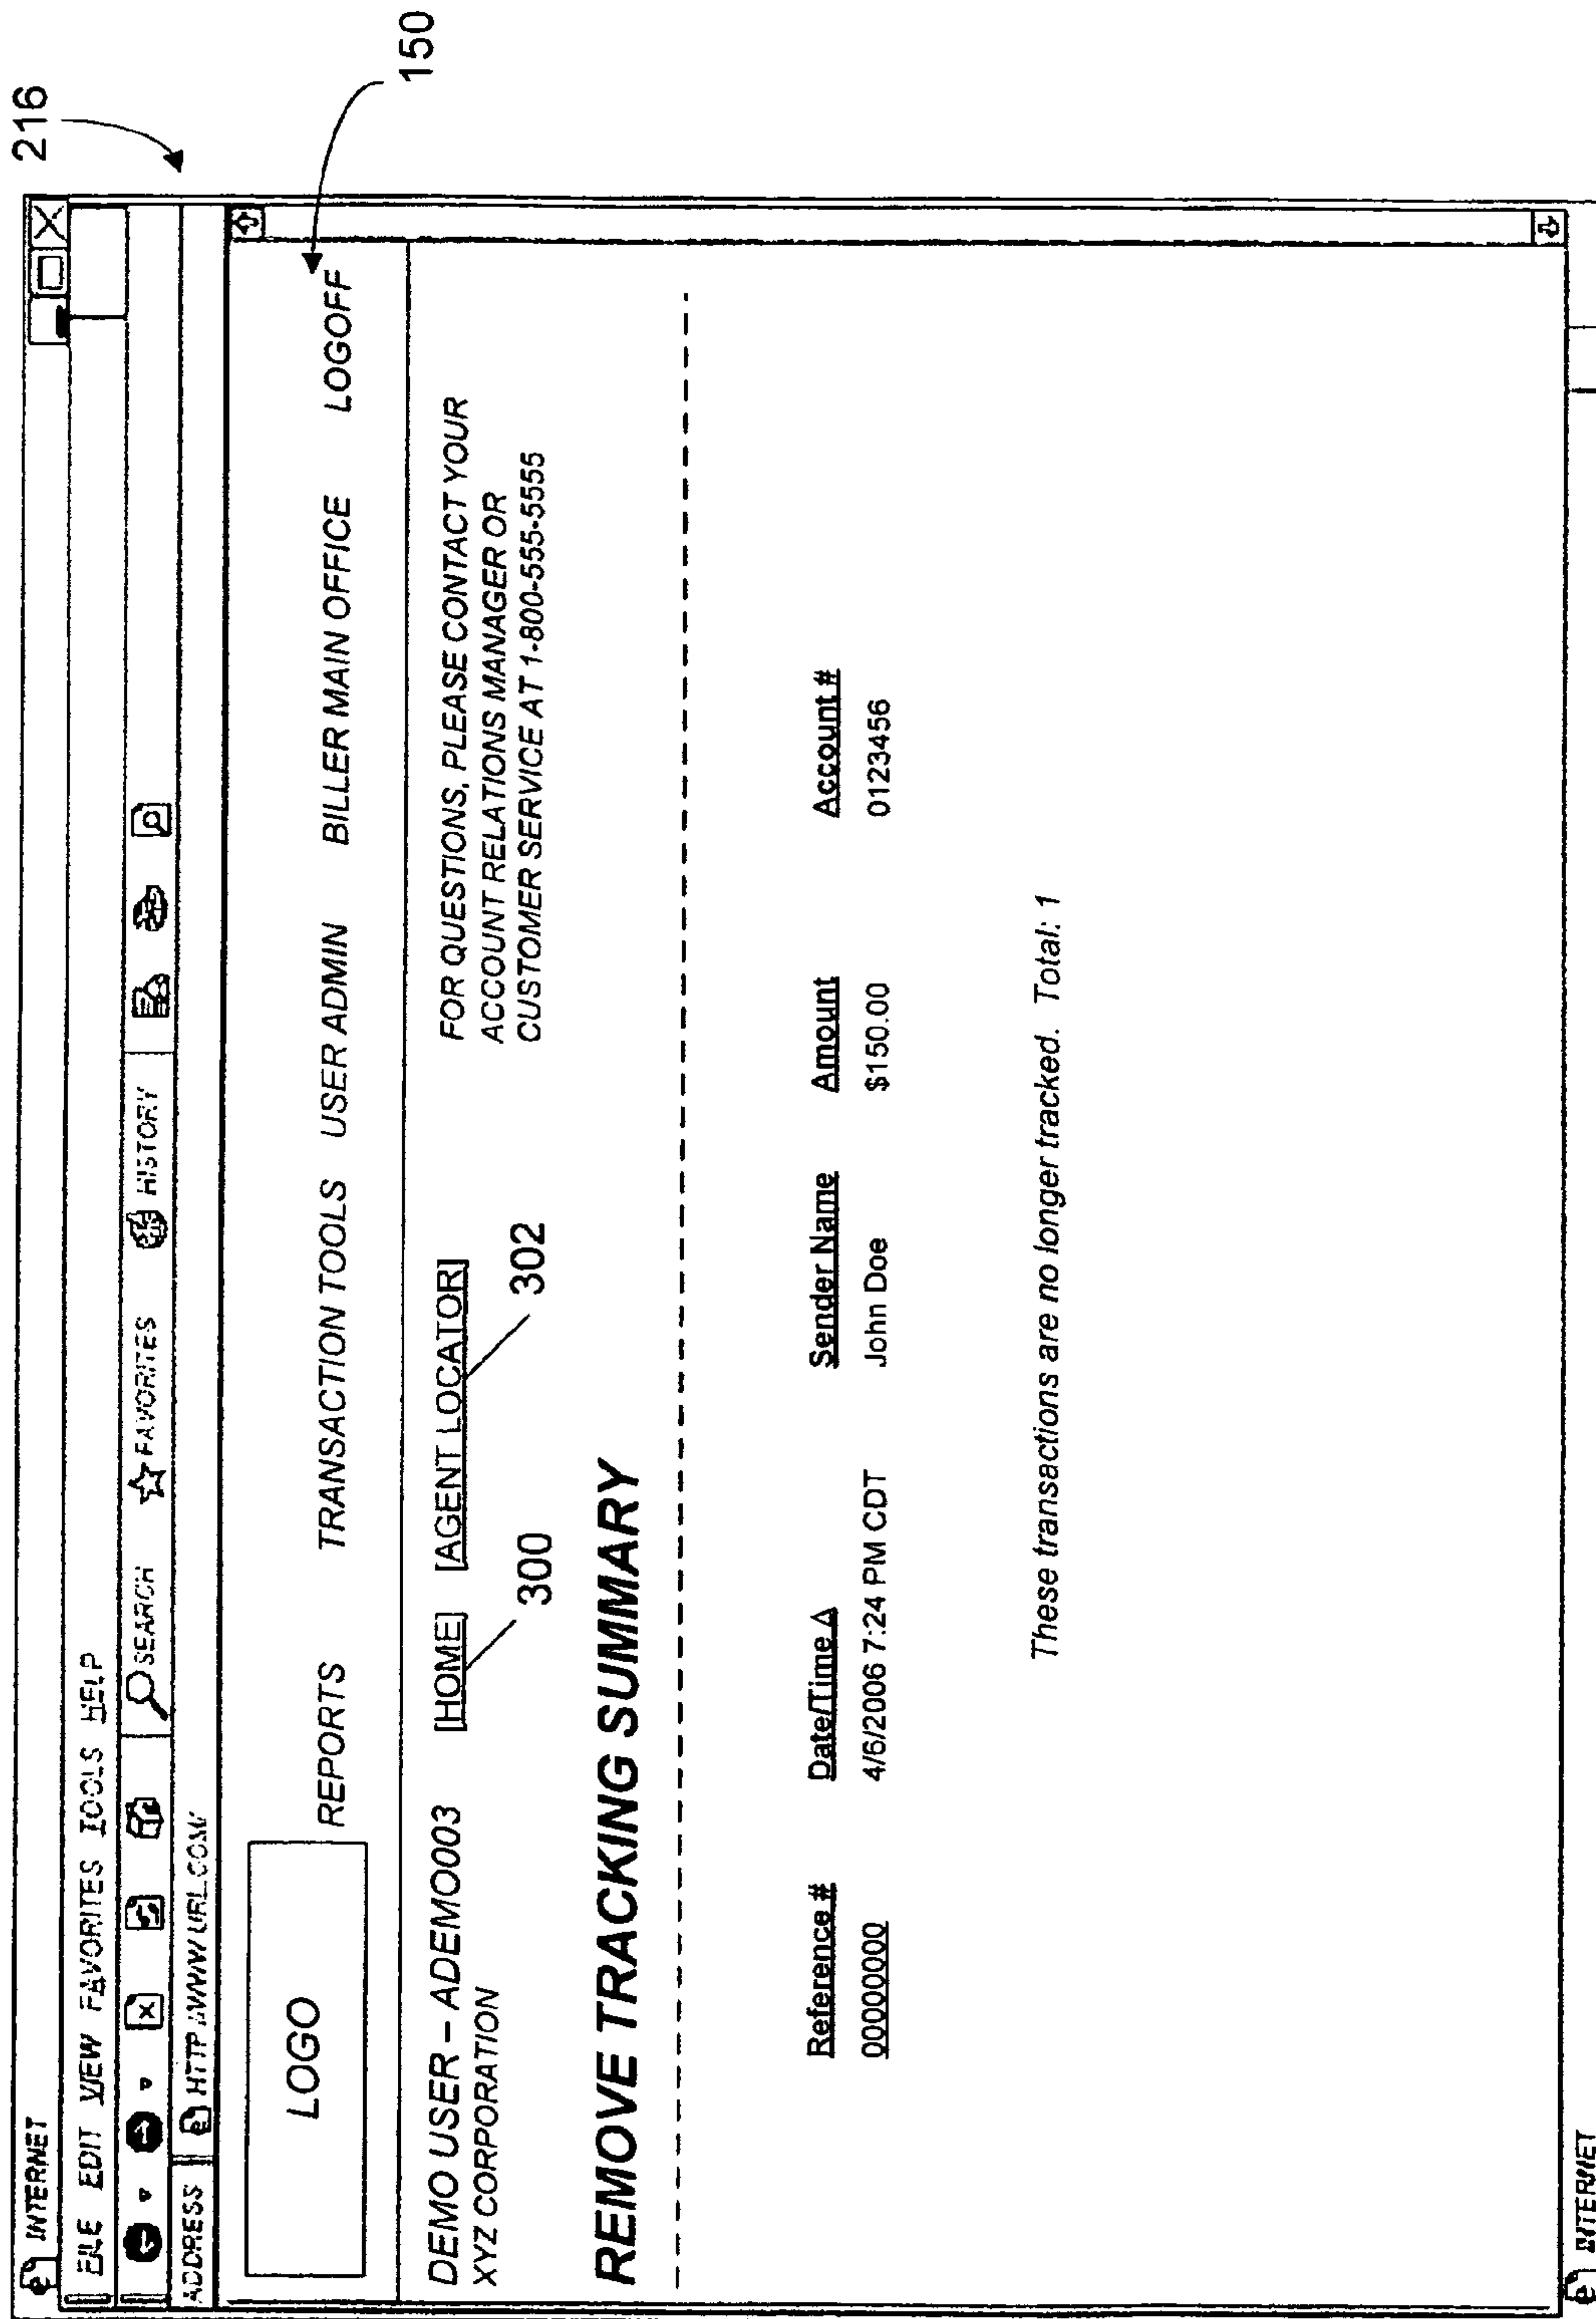 216
INTERNET
FILE EDIT VIEW FAVORITES TOOLS HELP
SEARCH FAVORITES HISTORY
ADDRESS HTTP://WWW.URL.COM/
150
LOGO REPORTS TRANSACTION TOOLS USER ADMIN BILLER MAIN OFFICE LOGOFF
DEMO USER – ADEMO003 [HOME] [AGENT LOCATOR] FOR QUESTIONS, PLEASE CONTACT YOUR
XYZ CORPORATION ACCOUNT RELATIONS MANAGER OR
300 302 CUSTOMER SERVICE AT 1-800-555-5555
REMOVE TRACKING SUMMARY
Reference # Date/Time Δ Sender Name Amount Account #
00000000 4/6/2006 7:24 PM CDT John Doe $150.00 0123456
These transactions are no longer tracked. Total: 1
INTERNET